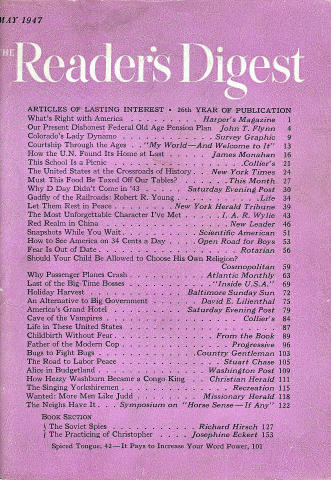 MAY 1947
THE
Reader's Digest
ARTICLES OF LASTING INTEREST • 26th YEAR OF PUBLICATION
What's Right with America . . . . . . . . Harper's Magazine 1
Our Present Dishonest Federal Old Age Pension Plan John T. Flynn 4
Colorado's Lady Dynamo . . . . . . . . . . Survey Graphic 9
Courtship Through the Ages . . "My World—And Welcome to It" 13
How the U.N. Found Its Home at Last . . . . . James Monahan 16
This School Is a Picnic . . . . . . . . . . . . . Collier's 21
The United States at the Crossroads of History . . New York Times 24
Must This Food Be Taxed Off Our Tables? . . . . . This Month 27
Why D Day Didn't Come in '43 . . . . . Saturday Evening Post 30
Gadfly of the Railroads: Robert R. Young . . . . . . . . Life 34
Let Them Rest in Peace . . . . . . New York Herald Tribune 39
The Most Unforgettable Character I've Met . . . I. A. R. Wylie 43
Red Realm in China . . . . . . . . . . . . New Leader 46
Snapshots While You Wait . . . . . . . . Scientific American 51
How to See America on 34 Cents a Day . . . Open Road for Boys 53
Fear Is Out of Date . . . . . . . . . . . . . Rotarian 56
Should Your Child Be Allowed to Choose His Own Religion?
Cosmopolitan 59
Why Passenger Planes Crash . . . . . . . . Atlantic Monthly 63
Last of the Big-Time Bosses . . . . . . . . "Inside U.S.A." 69
Holiday Harvest . . . . . . . . . . Baltimore Sunday Sun 72
An Alternative to Big Government . . . . . David E. Lilienthal 75
America's Grand Hotel . . . . . . . . Saturday Evening Post 79
Cave of the Vampires . . . . . . . . . . . . . Collier's 84
Life in These United States . . . . . . . . . . . . . . 87
Childbirth Without Fear . . . . . . . . . . From the Book 89
Father of the Modern Cop . . . . . . . . . . Progressive 96
Bugs to Fight Bugs . . . . . . . . . . Country Gentleman 103
The Road to Labor Peace . . . . . . . . . . Stuart Chase 105
Alice in Budgetland . . . . . . . . . . . Washington Post 109
How Hezzy Washburn Became a Congo King . . Christian Herald 111
The Singing Yorkshiremen . . . . . . . . . . Recreation 115
Wanted: More Men Like Judd . . . . . . Missionary Herald 118
The Neighs Have It . . . Symposium on "Horse Sense—If Any" 122
BOOK SECTION
{ The Soviet Spies . . . . . . . . . . . Richard Hirsch 127
{ The Practicing of Christopher . . . . Josephine Eckert 153
Spiced Tongue, 42—It Pays to Increase Your Word Power, 101